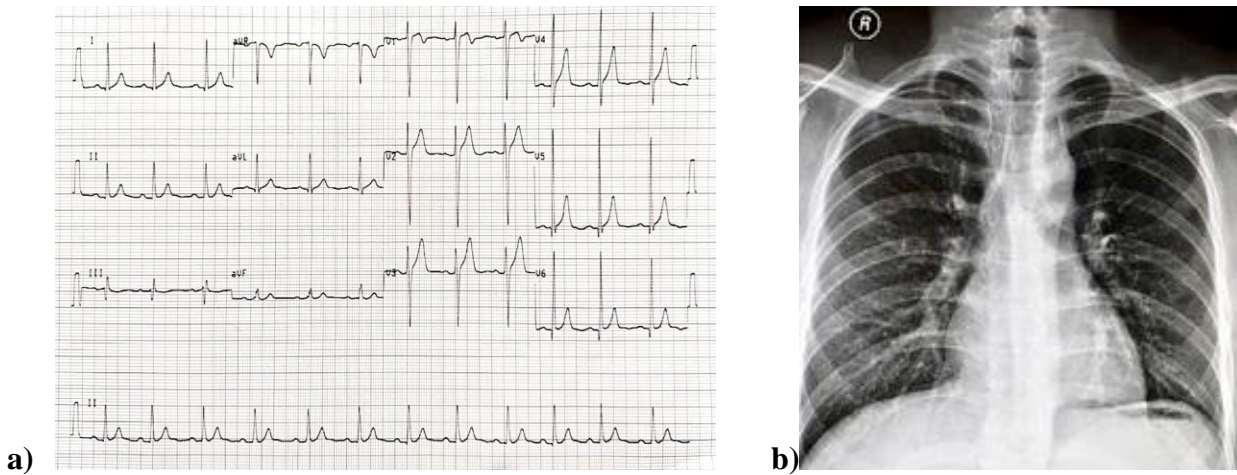 I aVR V1 V4
II aVL V2 V5
III aVF V3 V6
II
a)
R
b)